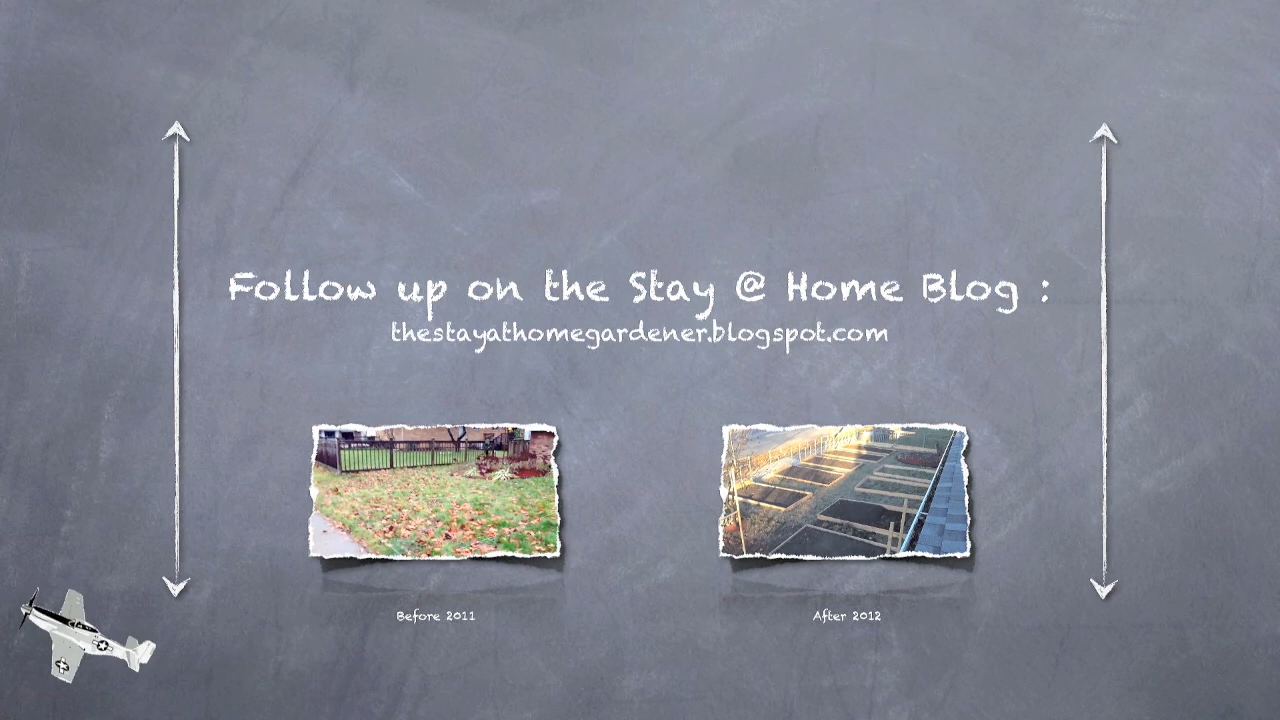 Follow up on the Stay @ Home Blog :
thestayathomegardener.blogspot.com
Before 2011
After 2012